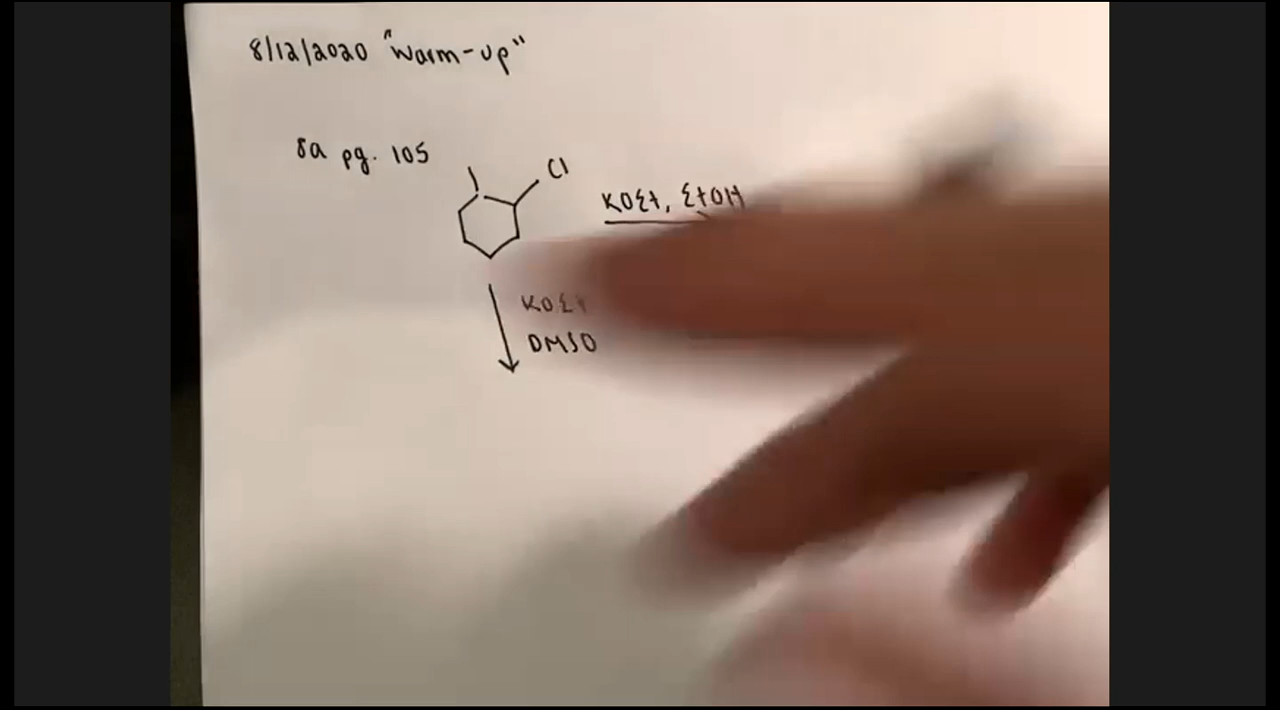 8/12/2020 "warm-up"
8a pg. 105
Cl
KOEt, EtOH
KOEt
DMSO